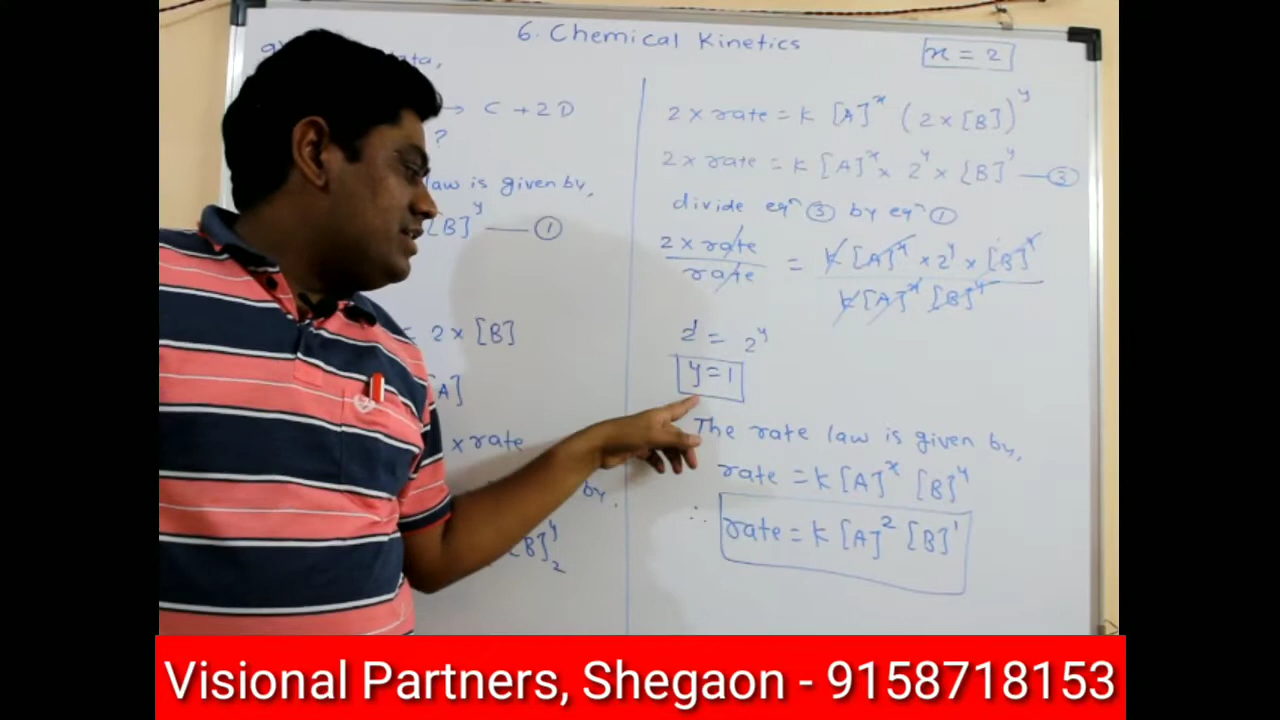 6. Chemical Kinetics
x = 2
data,
→ C + 2D
?
law is given by,
[B]^y —— ①
2 × [B]
[A]
× rate
by,
[B]₂^y
2 × rate = k [A]^x (2 × [B])^y
2 × rate = k [A]^x × 2^y × [B]^y —— ③
divide eqⁿ ③ by eqⁿ ①
2 × rate / rate = k [A]^x × 2^y × [B]^y / k [A]^x [B]^y
2¹ = 2^y
y = 1
The rate law is given by,
rate = k [A]^x [B]^y
∴ rate = k [A]² [B]¹
Visional Partners, Shegaon - 9158718153